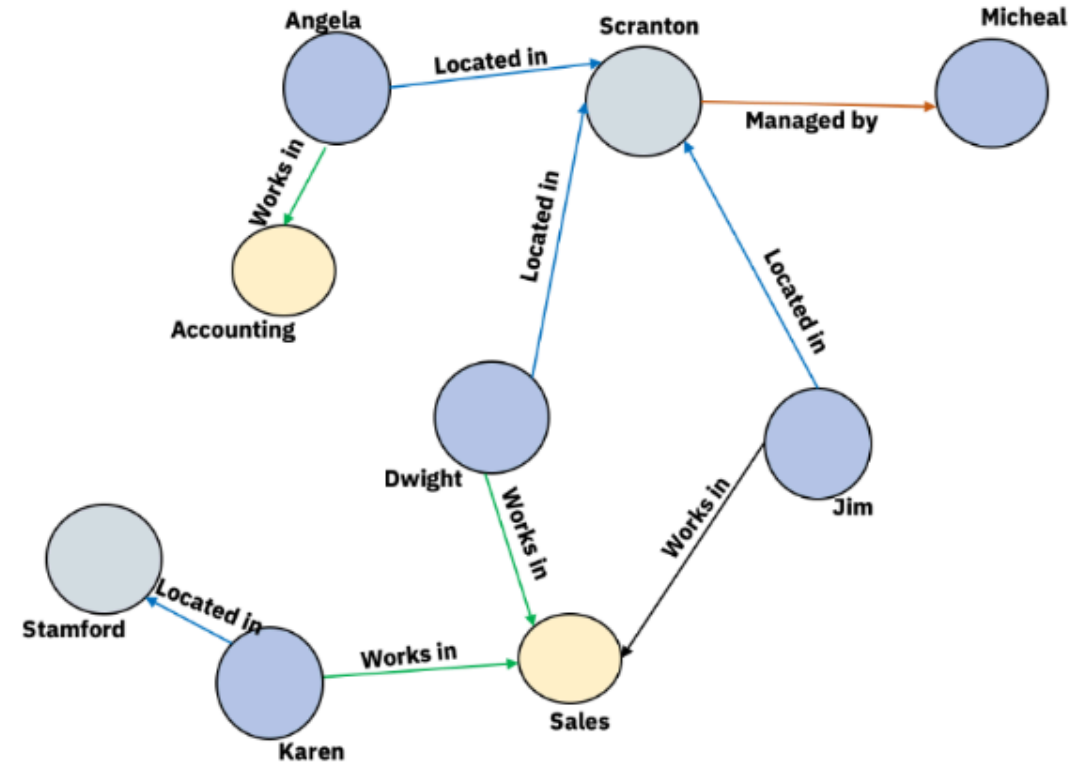 Angela
Scranton
Micheal
Located in
Managed by
Works in
Located in
Located in
Accounting
Dwight
Works in
Works in
Jim
Stamford
Located in
Works in
Sales
Karen